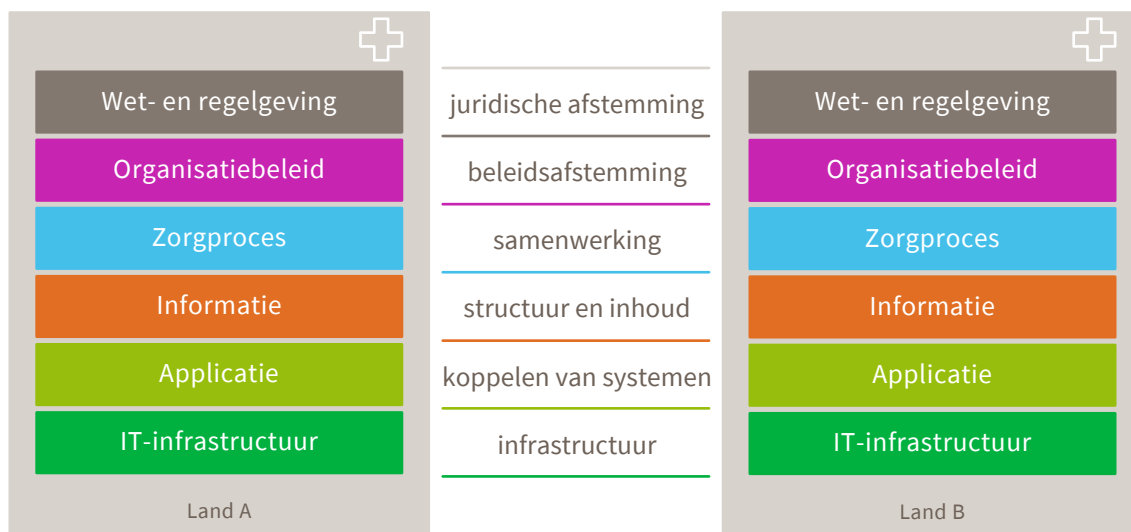 Wet- en regelgeving
Organisatiebeleid
Zorgproces
Informatie
Applicatie
IT-infrastructuur
Land A
juridische afstemming
beleidsafstemming
samenwerking
structuur en inhoud
koppelen van systemen
infrastructuur
Wet- en regelgeving
Organisatiebeleid
Zorgproces
Informatie
Applicatie
IT-infrastructuur
Land B